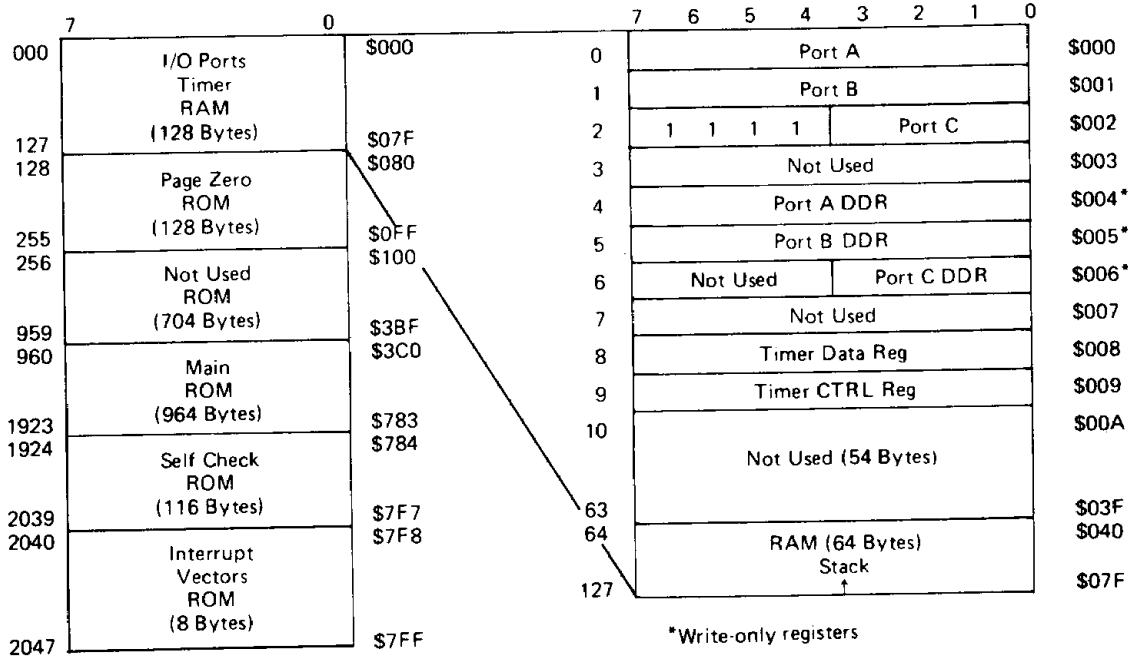 7 0
000 $000
I/O Ports
Timer
RAM
(128 Bytes)
127 $07F
128 $080
Page Zero
ROM
(128 Bytes)
255 $0FF
256 $100
Not Used
ROM
(704 Bytes)
959 $3BF
960 $3C0
Main
ROM
(964 Bytes)
1923 $783
1924 $784
Self Check
ROM
(116 Bytes)
2039 $7F7
2040 $7F8
Interrupt
Vectors
ROM
(8 Bytes)
2047 $7FF
7 6 5 4 3 2 1 0
0 Port A $000
1 Port B $001
2 1 1 1 1 Port C $002
3 Not Used $003
4 Port A DDR $004*
5 Port B DDR $005*
6 Not Used Port C DDR $006*
7 Not Used $007
8 Timer Data Reg $008
9 Timer CTRL Reg $009
10 $00A
Not Used (54 Bytes)
63 $03F
64 RAM (64 Bytes) $040
Stack
127 $07F
*Write-only registers